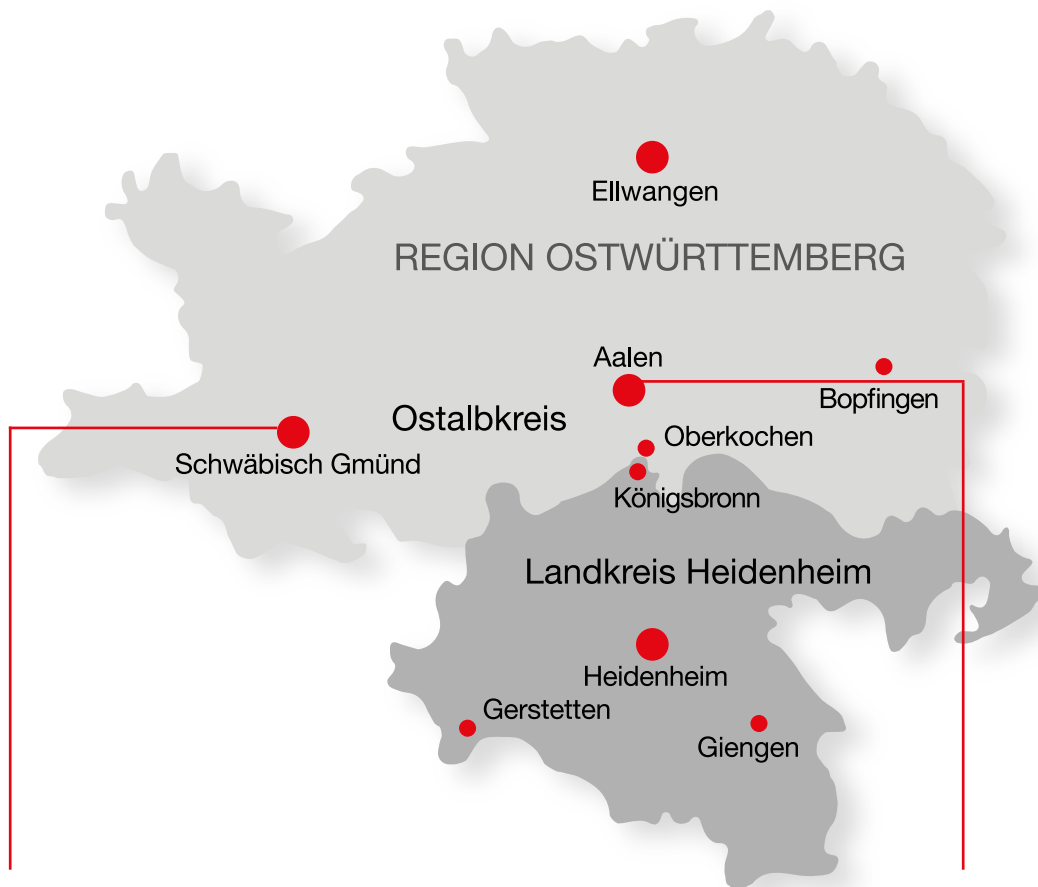 Ellwangen
REGION OSTWÜRTTEMBERG
Aalen
Bopfingen
Ostalbkreis
Oberkochen
Schwäbisch Gmünd
Königsbronn
Landkreis Heidenheim
Heidenheim
Gerstetten
Giengen